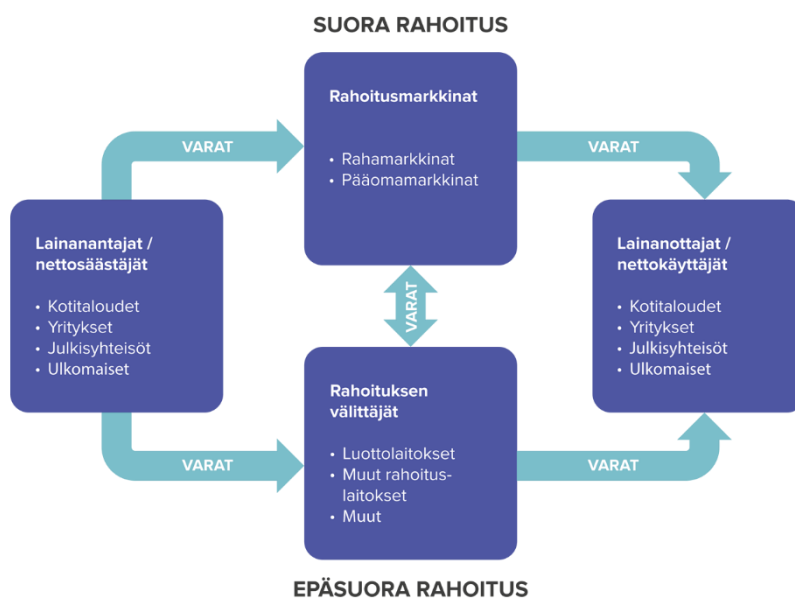 SUORA RAHOITUS
Rahoitusmarkkinat
• Rahamarkkinat
• Pääomamarkkinat
VARAT
VARAT
Lainanantajat /
nettosäästäjät
• Kotitaloudet
• Yritykset
• Julkisyhteisöt
• Ulkomaiset
VARAT
Lainanottajat /
nettokäyttäjät
• Kotitaloudet
• Yritykset
• Julkisyhteisöt
• Ulkomaiset
Rahoituksen
välittäjät
• Luottolaitokset
• Muut rahoitus-
laitokset
• Muut
VARAT
VARAT
EPÄSUORA RAHOITUS